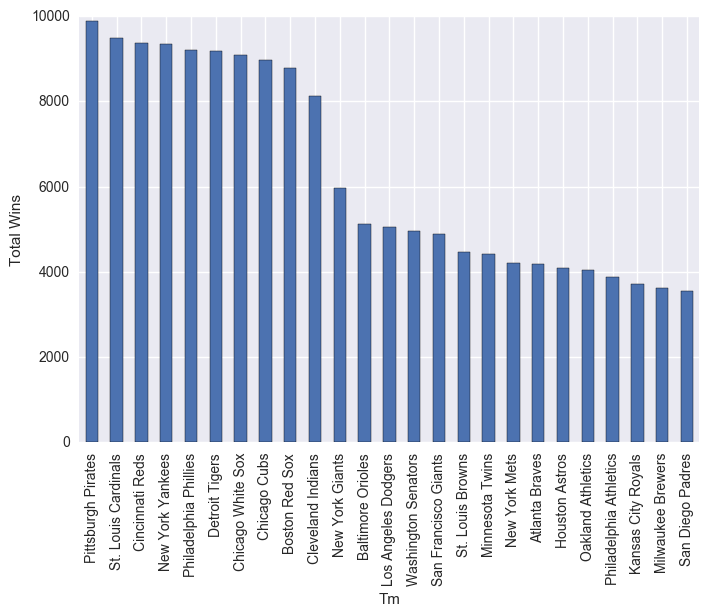 10000
8000
6000
4000
2000
0
Total Wins
Pittsburgh Pirates
St. Louis Cardinals
Cincinnati Reds
New York Yankees
Philadelphia Phillies
Detroit Tigers
Chicago White Sox
Chicago Cubs
Boston Red Sox
Cleveland Indians
New York Giants
Baltimore Orioles
Los Angeles Dodgers
Washington Senators
San Francisco Giants
St. Louis Browns
Minnesota Twins
New York Mets
Atlanta Braves
Houston Astros
Oakland Athletics
Philadelphia Athletics
Kansas City Royals
Milwaukee Brewers
San Diego Padres
Tm